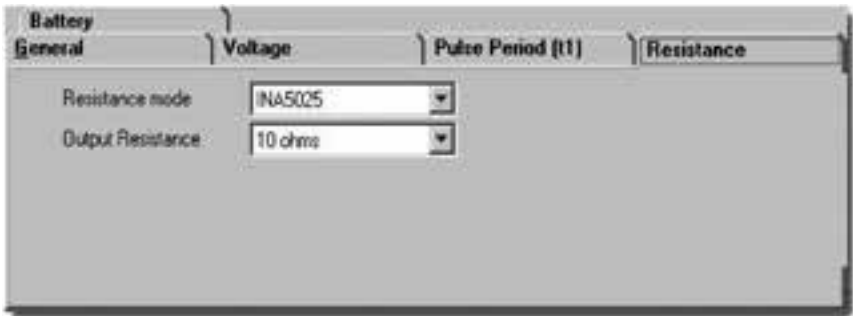 Battery
General Voltage Pulse Period (t1) Resistance
Resistance mode INA5025
Output Resistance 10 ohms